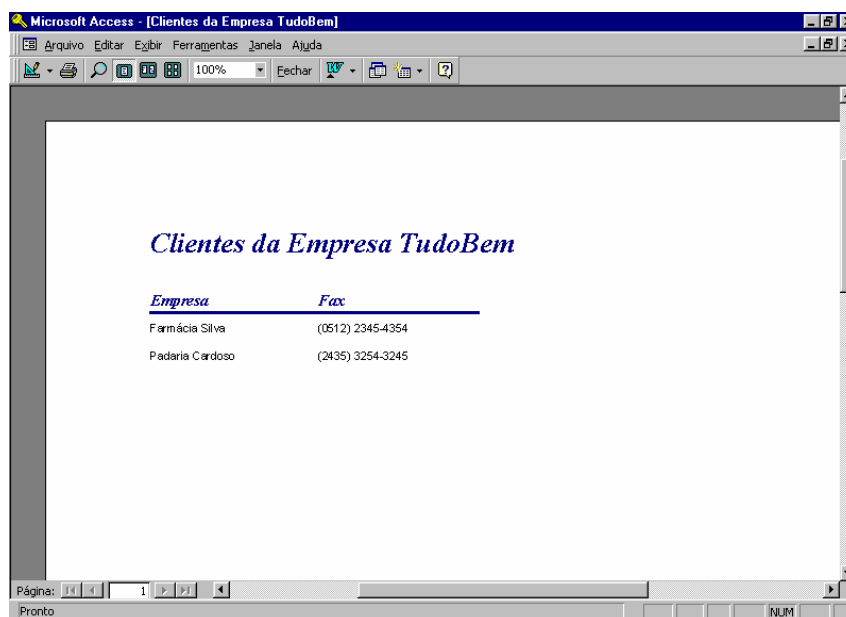 Microsoft Access - [Clientes da Empresa TudoBem]
Arquivo Editar Exibir Ferramentas Janela Ajuda
100% Fechar
Clientes da Empresa TudoBem
Empresa Fax
Farmácia Silva (0512) 2345-4354
Padaria Cardoso (2435) 3254-3245
Página: 1
Pronto NUM